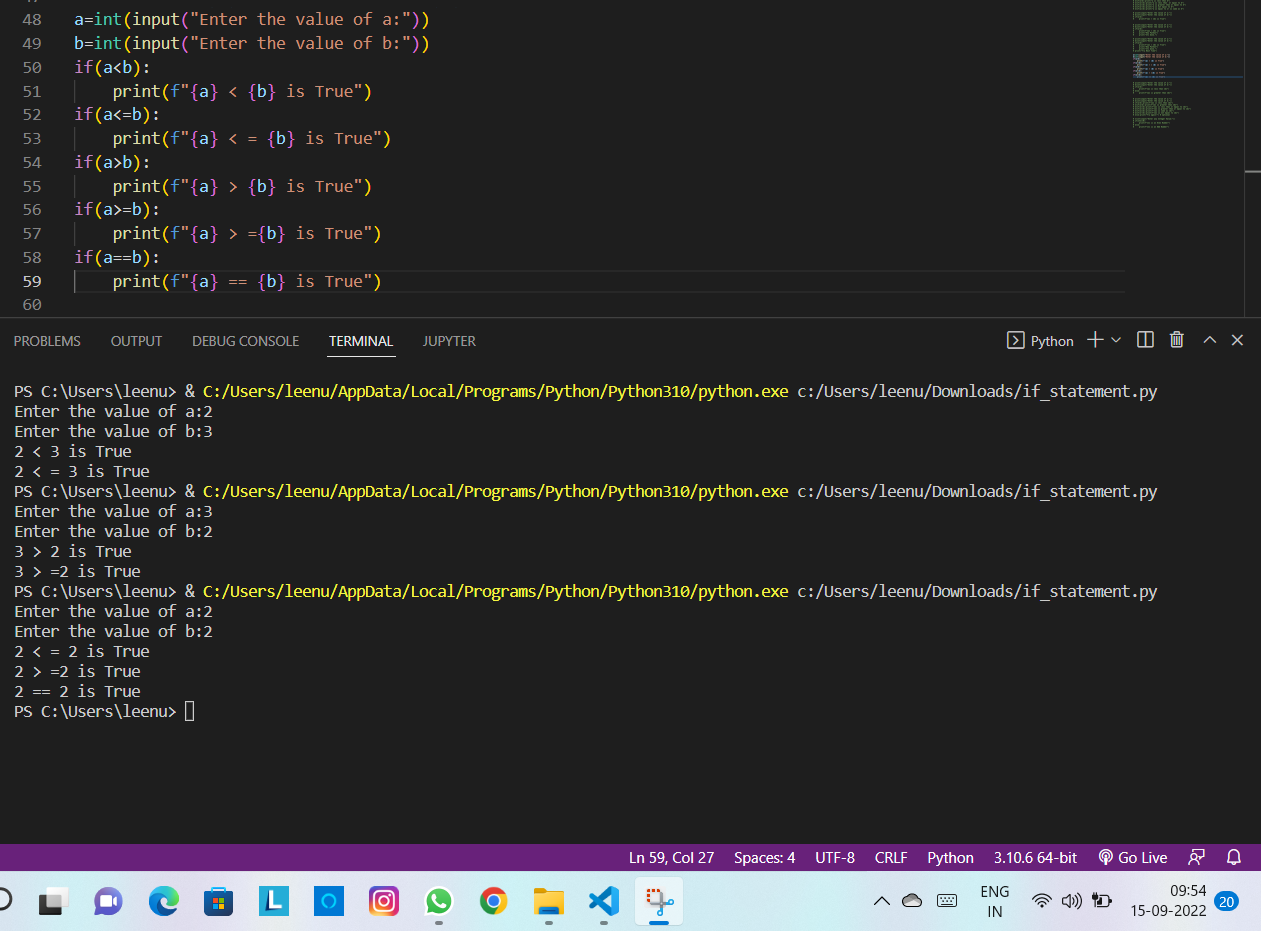 48 a=int(input("Enter the value of a:"))
49 b=int(input("Enter the value of b:"))
50 if(a<b):
51 print(f"{a} < {b} is True")
52 if(a<=b):
53 print(f"{a} < = {b} is True")
54 if(a>b):
55 print(f"{a} > {b} is True")
56 if(a>=b):
57 print(f"{a} > ={b} is True")
58 if(a==b):
59 print(f"{a} == {b} is True")
60
PROBLEMS OUTPUT DEBUG CONSOLE TERMINAL JUPYTER Python
PS C:\Users\leenu> & C:/Users/leenu/AppData/Local/Programs/Python/Python310/python.exe c:/Users/leenu/Downloads/if_statement.py
Enter the value of a:2
Enter the value of b:3
2 < 3 is True
2 < = 3 is True
PS C:\Users\leenu> & C:/Users/leenu/AppData/Local/Programs/Python/Python310/python.exe c:/Users/leenu/Downloads/if_statement.py
Enter the value of a:3
Enter the value of b:2
3 > 2 is True
3 > =2 is True
PS C:\Users\leenu> & C:/Users/leenu/AppData/Local/Programs/Python/Python310/python.exe c:/Users/leenu/Downloads/if_statement.py
Enter the value of a:2
Enter the value of b:2
2 < = 2 is True
2 > =2 is True
2 == 2 is True
PS C:\Users\leenu>
Ln 59, Col 27 Spaces: 4 UTF-8 CRLF Python 3.10.6 64-bit Go Live
ENG
IN
09:54
15-09-2022
20